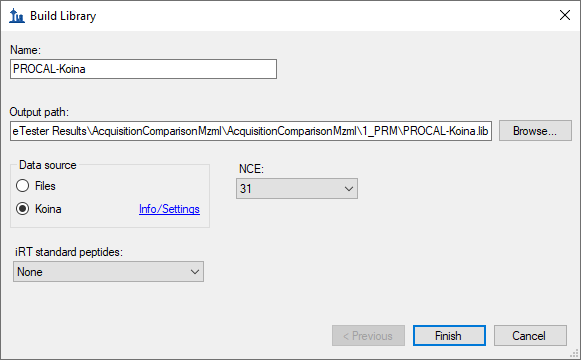 Build Library
Name:
PROCAL-Koina
Output path:
eTester Results\AcquisitionComparisonMzml\AcquisitionComparisonMzml\1_PRM\PROCAL-Koina.lib
Browse...
Data source
Files
Koina
Info/Settings
NCE:
31
iRT standard peptides:
None
< Previous
Finish
Cancel